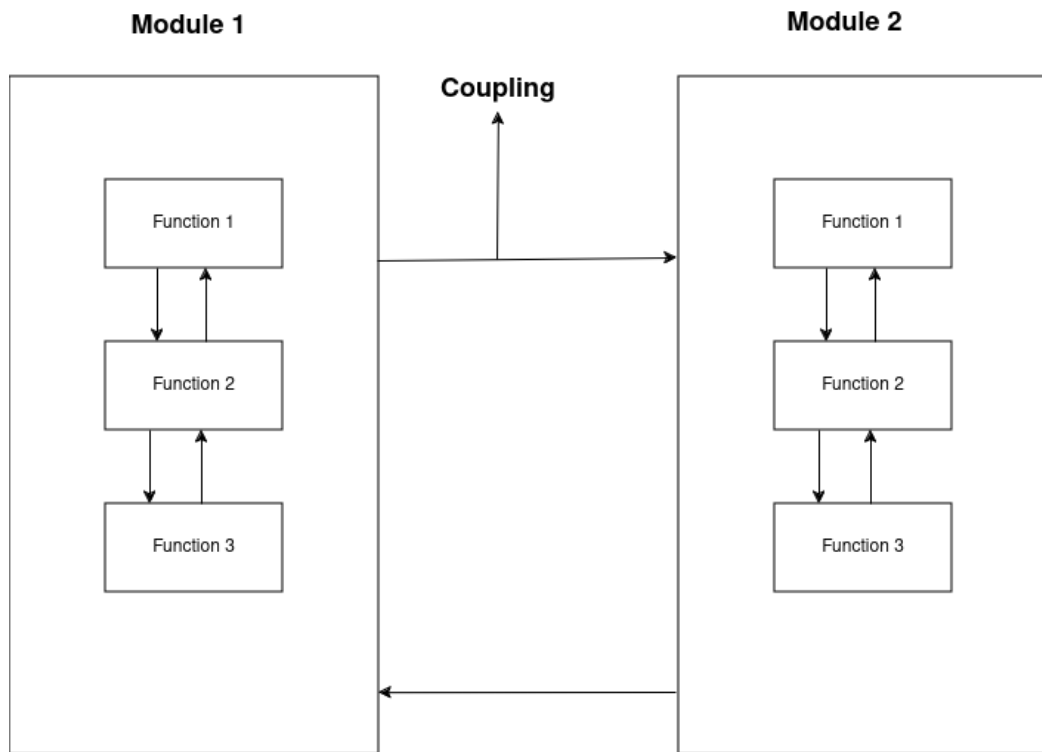 Module 1
Module 2
Coupling
Function 1
Function 1
Function 2
Function 2
Function 3
Function 3